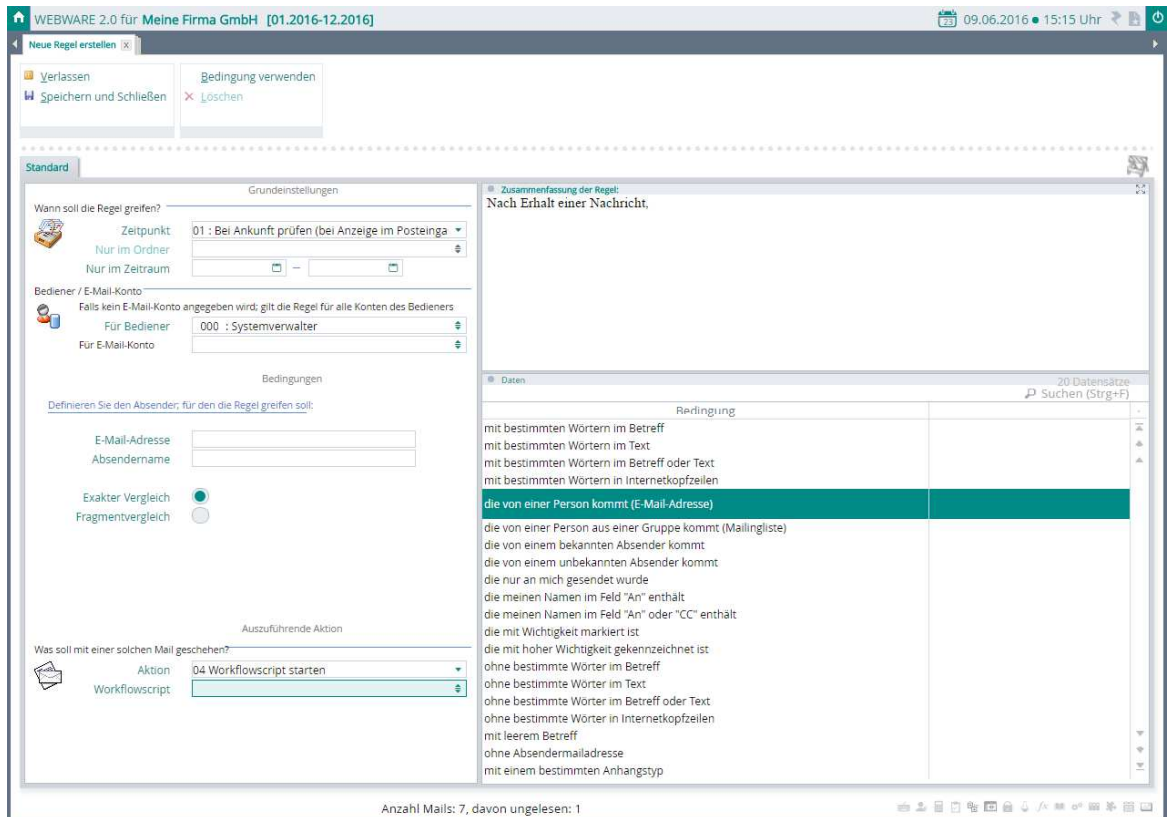 WEBWARE 2.0 für Meine Firma GmbH [01.2016-12.2016]
23 09.06.2016 • 15:15 Uhr
Neue Regel erstellen x
Verlassen
Speichern und Schließen
Bedingung verwenden
Löschen
Standard
Grundeinstellungen
Wann soll die Regel greifen?
Zeitpunkt 01 : Bei Ankunft prüfen (bei Anzeige im Posteinga
Nur im Ordner
Nur im Zeitraum –
Bediener / E-Mail-Konto
Falls kein E-Mail-Konto angegeben wird; gilt die Regel für alle Konten des Bedieners
Für Bediener 000 : Systemverwalter
Für E-Mail-Konto
Bedingungen
Definieren Sie den Absender; für den die Regel greifen soll:
E-Mail-Adresse
Absendername
Exakter Vergleich
Fragmentvergleich
Auszuführende Aktion
Was soll mit einer solchen Mail geschehen?
Aktion 04 Workflowscript starten
Workflowscript
Zusammenfassung der Regel:
Nach Erhalt einer Nachricht,
Daten
20 Datensätze
Suchen (Strg+F)
Bedingung
mit bestimmten Wörtern im Betreff
mit bestimmten Wörtern im Text
mit bestimmten Wörtern im Betreff oder Text
mit bestimmten Wörtern in Internetkopfzeilen
die von einer Person kommt (E-Mail-Adresse)
die von einer Person aus einer Gruppe kommt (Mailingliste)
die von einem bekannten Absender kommt
die von einem unbekannten Absender kommt
die nur an mich gesendet wurde
die meinen Namen im Feld "An" enthält
die meinen Namen im Feld "An" oder "CC" enthält
die mit Wichtigkeit markiert ist
die mit hoher Wichtigkeit gekennzeichnet ist
ohne bestimmte Wörter im Betreff
ohne bestimmte Wörter im Text
ohne bestimmte Wörter im Betreff oder Text
ohne bestimmte Wörter in Internetkopfzeilen
mit leerem Betreff
ohne Absendermailadresse
mit einem bestimmten Anhangstyp
Anzahl Mails: 7, davon ungelesen: 1